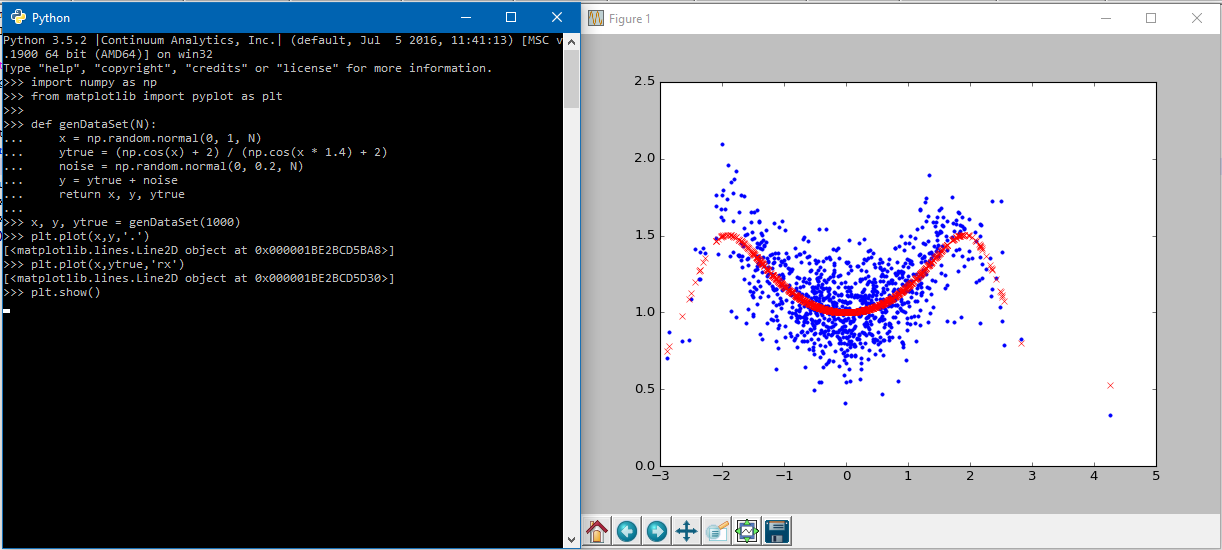 Python
Python 3.5.2 |Continuum Analytics, Inc.| (default, Jul  5 2016, 11:41:13) [MSC v
.1900 64 bit (AMD64)] on win32
Type "help", "copyright", "credits" or "license" for more information.
>>> import numpy as np
>>> from matplotlib import pyplot as plt
>>>
>>> def genDataSet(N):
...     x = np.random.normal(0, 1, N)
...     ytrue = (np.cos(x) + 2) / (np.cos(x * 1.4) + 2)
...     noise = np.random.normal(0, 0.2, N)
...     y = ytrue + noise
...     return x, y, ytrue
...
>>> x, y, ytrue = genDataSet(1000)
>>> plt.plot(x,y,'.')
[<matplotlib.lines.Line2D object at 0x000001BE2BCD5BA8>]
>>> plt.plot(x,ytrue,'rx')
[<matplotlib.lines.Line2D object at 0x000001BE2BCD5D30>]
>>> plt.show()
Figure 1
2.5
2.0
1.5
1.0
0.5
0.0
−3 −2 −1 0 1 2 3 4 5